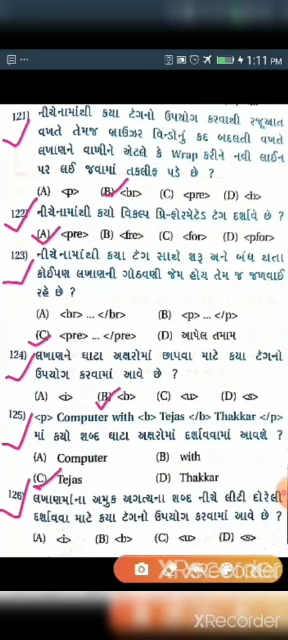 1:11 PM
121) નીચેનામાંથી કયા ટેગનો ઉપયોગ કરવાથી રજૂઆત
વખતે તેમજ બ્રાઉઝર વિન્ડોનું કદ બદલતી વખતે
લખાણને વાખીને એટલે કે Wrap કરીને નવી લાઈન
પર લઈ જવામાં તકલીફ પડે છે ?
(A) <p> (B) <br> (C) <pre> (D) <b>
122) નીચેનામાંથી કયો વિકલ્પ પ્રિ-ફોરમેટેડ ટેગ દર્શાવે છે ?
(A) <pre> (B) <fre> (C) <for> (D) <pfor>
123) નીચેનામાંથી કયા ટેગ સાથે શરૂ અને બંધ થતા
કોઈપણ લખાણની ગોઠવણી જેમ હોય તેમ જ જળવાઈ
રહે છે ?
(A) <br> ... </br> (B) <p> ... </p>
(C) <pre> ... </pre> (D) આપેલ તમામ
124) લખાણને ઘાટા અક્ષરોમાં છાપવા માટે કયા ટેગનો
ઉપયોગ કરવામાં આવે છે ?
(A) <i> (B) <b> (C) <u> (D) <s>
125) <p> Computer with <b> Tejas </b> Thakkar </p>
માં કયો શબ્દ ઘાટા અક્ષરોમાં દર્શાવવામાં આવશે ?
(A) Computer (B) with
(C) Tejas (D) Thakkar
126) લખાણમાંના અમુક અગત્યના શબ્દ નીચે લીટી દોરેલી
દર્શાવવા માટે કયા ટેગનો ઉપયોગ કરવામાં આવે છે ?
(A) <i> (B) <b> (C) <u> (D) <s>
XRecorder